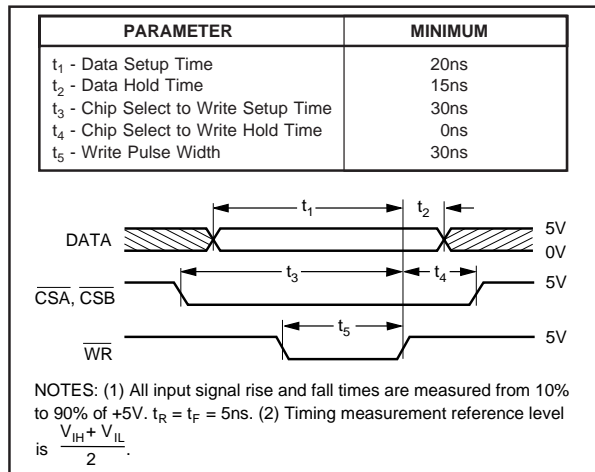 PARAMETER MINIMUM
t1 - Data Setup Time 20ns
t2 - Data Hold Time 15ns
t3 - Chip Select to Write Setup Time 30ns
t4 - Chip Select to Write Hold Time 0ns
t5 - Write Pulse Width 30ns
t1 t2
DATA 5V
0V
t3 t4
CSA, CSB 5V
t5
WR 5V
NOTES: (1) All input signal rise and fall times are measured from 10%
to 90% of +5V. tR = tF = 5ns. (2) Timing measurement reference level
is VIH + VIL
2 .